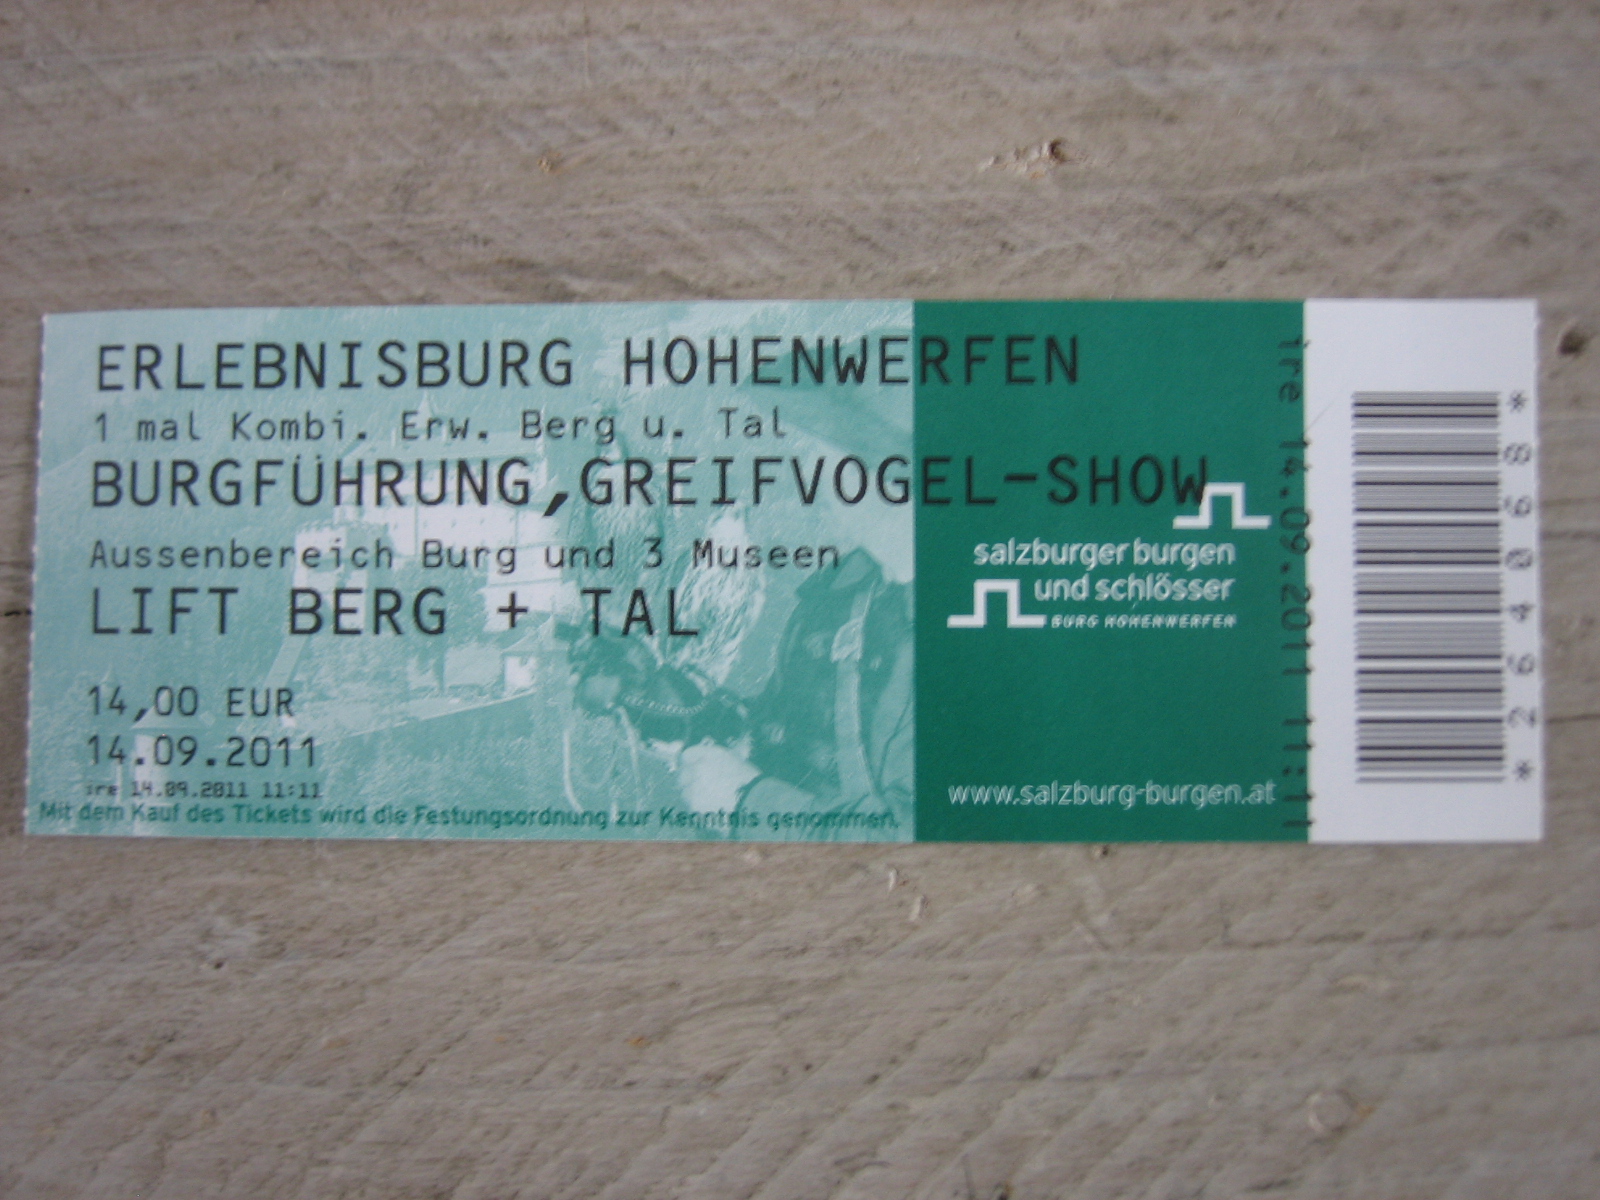 ERLEBNISBURG HOHENWERFEN
1 mal Kombi. Erw. Berg u. Tal
BURGFÜHRUNG,GREIFVOGEL-SHOW
Aussenbereich Burg und 3 Museen
LIFT BERG + TAL
14,00 EUR
14.09.2011
ire 14.09.2011 11:11
Mit dem Kauf des Tickets wird die Festungsordnung zur Kenntnis genommen.
salzburger burgen
und schlösser
BURG HOHENWERFEN
www.salzburg-burgen.at
ire 14.09.2011 11:11
*8604692*